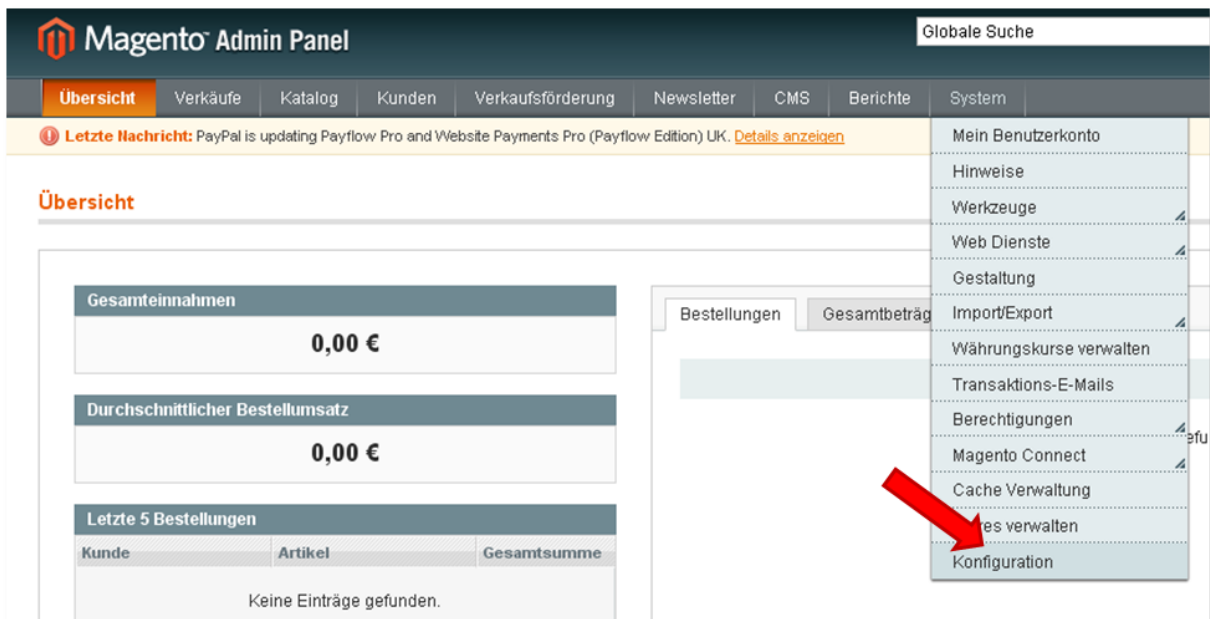 Magento Admin Panel
Globale Suche
Übersicht Verkäufe Katalog Kunden Verkaufsförderung Newsletter CMS Berichte System
Letzte Nachricht: PayPal is updating Payflow Pro and Website Payments Pro (Payflow Edition) UK. Details anzeigen
Übersicht
Gesamteinnahmen
0,00 €
Durchschnittlicher Bestellumsatz
0,00 €
Letzte 5 Bestellungen
Kunde Artikel Gesamtsumme
Keine Einträge gefunden.
Bestellungen Gesamtbeträg
Mein Benutzerkonto
Hinweise
Werkzeuge
Web Dienste
Gestaltung
Import/Export
Währungskurse verwalten
Transaktions-E-Mails
Berechtigungen
Magento Connect
Cache Verwaltung
verwalten
Konfiguration